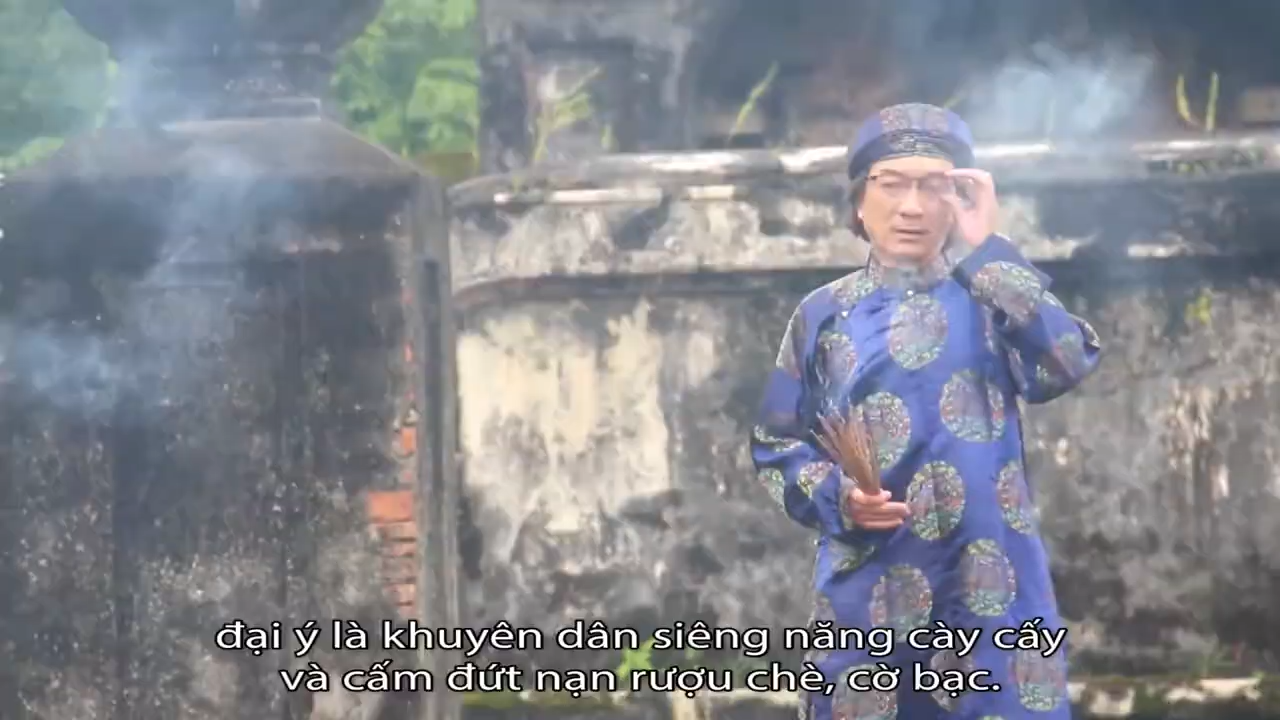 đại ý là khuyên dân siêng năng cày cấy
và cấm đứt nạn rượu chè, cờ bạc.